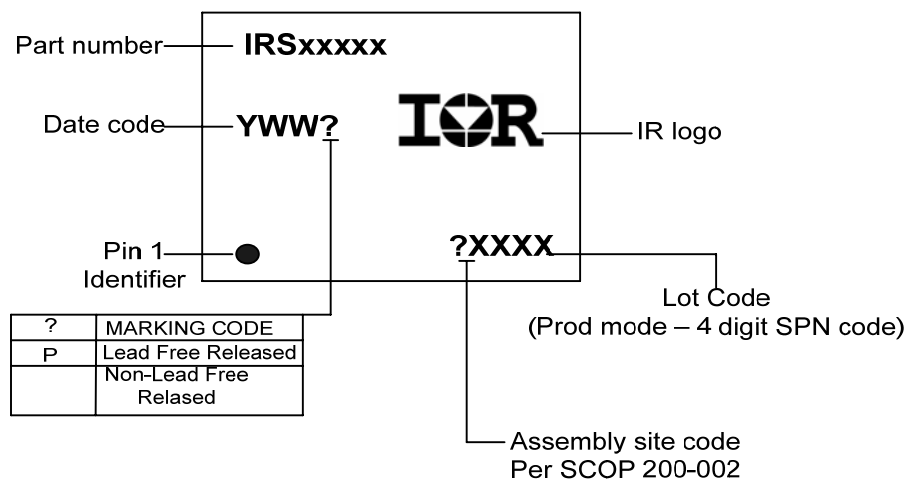 Part number
IRSxxxxx
Date code
YWW?
IOR
IR logo
Pin 1
Identifier
?XXXX
Lot Code
(Prod mode – 4 digit SPN code)
? MARKING CODE
P Lead Free Released
Non-Lead Free
Relased
Assembly site code
Per SCOP 200-002